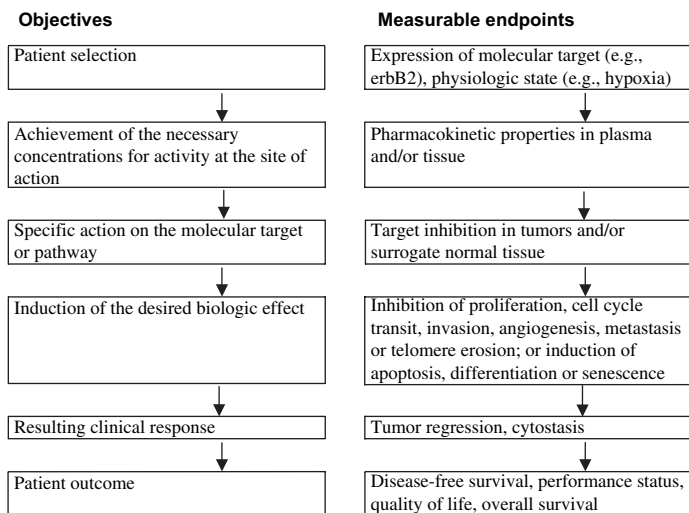 Objectives
Measurable endpoints
Patient selection
Expression of molecular target (e.g.,
erbB2), physiologic state (e.g., hypoxia)
Achievement of the necessary
concentrations for activity at the site of
action
Pharmacokinetic properties in plasma
and/or tissue
Specific action on the molecular target
or pathway
Target inhibition in tumors and/or
surrogate normal tissue
Induction of the desired biologic effect
Inhibition of proliferation, cell cycle
transit, invasion, angiogenesis, metastasis
or telomere erosion; or induction of
apoptosis, differentiation or senescence
Resulting clinical response
Tumor regression, cytostasis
Patient outcome
Disease-free survival, performance status,
quality of life, overall survival